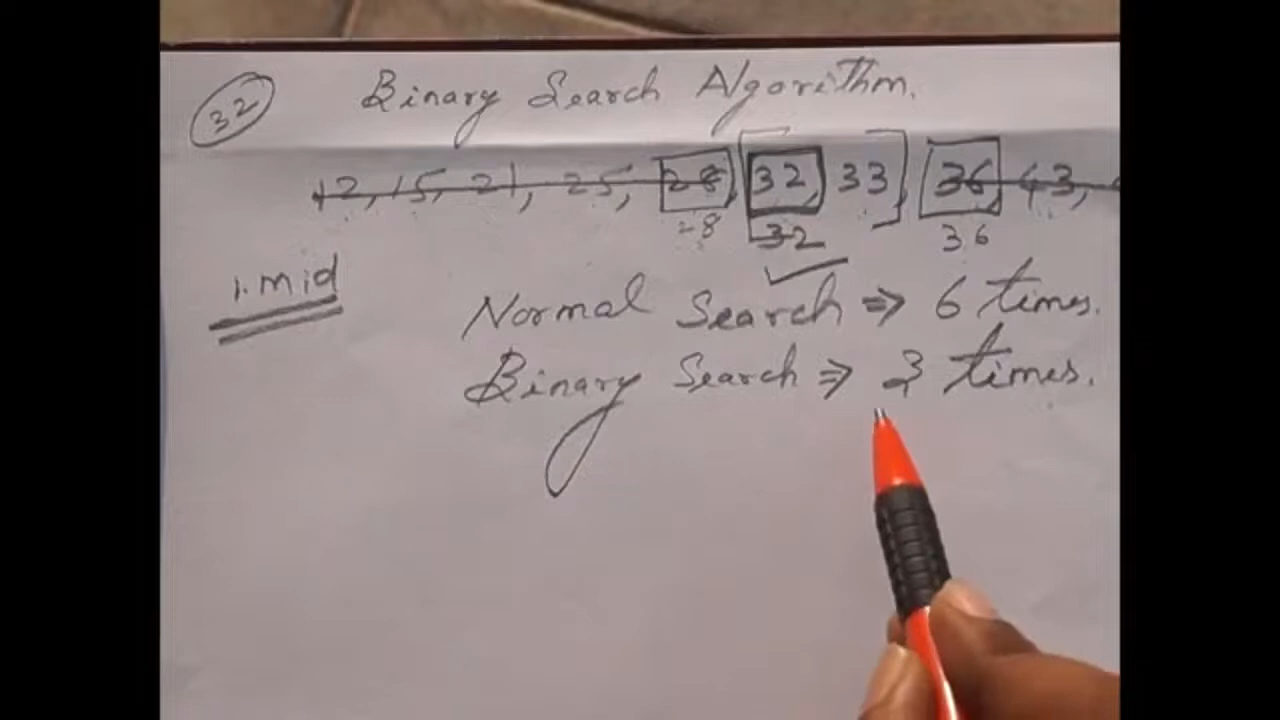 32
Binary Search Algorithm.
12, 15, 21, 25, 28, 32 33, 36 43,
28 32 36
1. mid
Normal Search ⇒ 6 times.
Binary Search ⇒ 3 times.